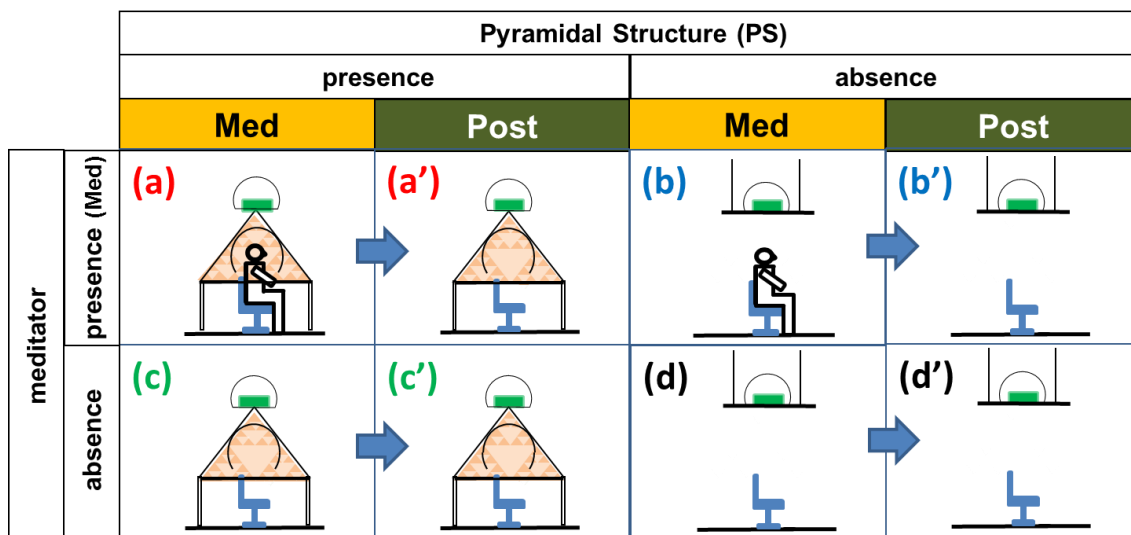 Pyramidal Structure (PS)
presence
absence
Med
Post
Med
Post
meditator
presence (Med)
(a)
(a’)
(b)
(b’)
absence
(c)
(c’)
(d)
(d’)